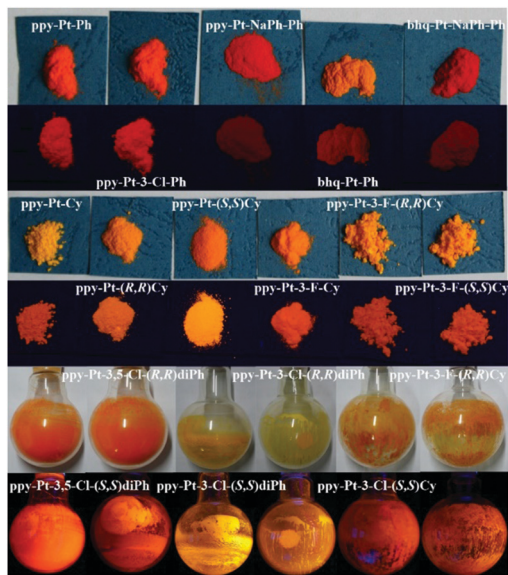 ppy-Pt-Ph ppy-Pt-NaPh-Ph bhq-Pt-NaPh-Ph
ppy-Pt-3-Cl-Ph bhq-Pt-Ph
ppy-Pt-Cy ppy-Pt-(S,S)Cy ppy-Pt-3-F-(R,R)Cy
ppy-Pt-(R,R)Cy ppy-Pt-3-F-Cy ppy-Pt-3-F-(S,S)Cy
ppy-Pt-3,5-Cl-(R,R)diPh ppy-Pt-3-Cl-(R,R)diPh ppy-Pt-3-F-(R,R)Cy
ppy-Pt-3,5-Cl-(S,S)diPh ppy-Pt-3-Cl-(S,S)diPh ppy-Pt-3-Cl-(S,S)Cy